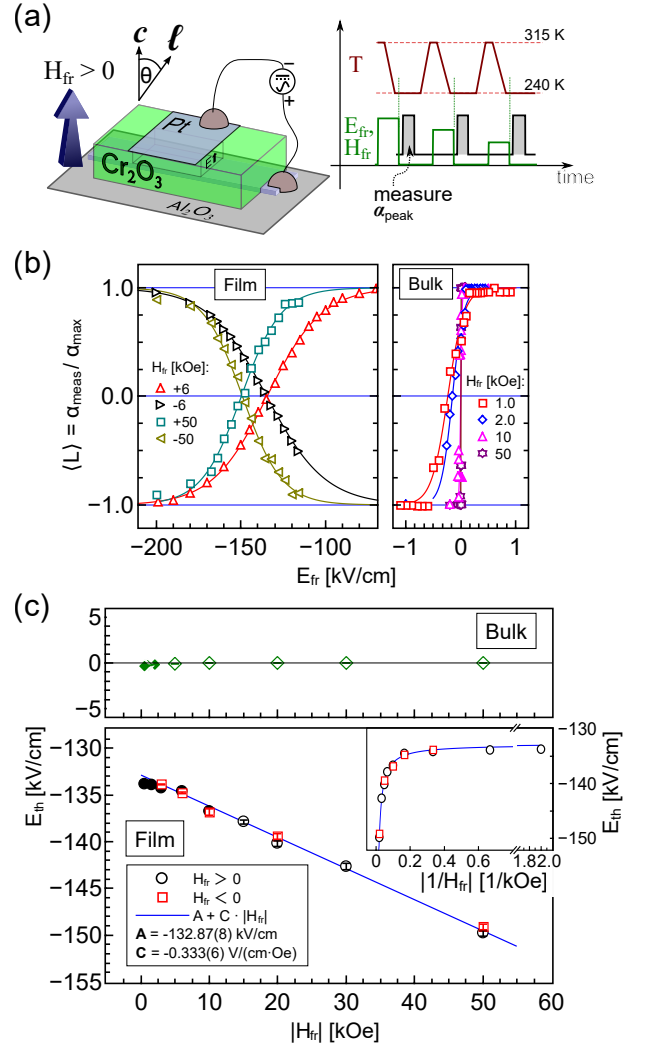 (a)
c ℓ
θ
H_fr > 0
Pt
E
Cr₂O₃
Al₂O₃
−
+
T
315 K
240 K
E_fr,
H_fr
measure
α_peak
time
(b)
⟨L⟩ = α_meas / α_max
1.0
0.0
−1.0
Film
H_fr [kOe]:
+6
-6
+50
-50
−200 −150 −100
Bulk
H_fr [kOe]:
1.0
2.0
10
50
−1 0 1
E_fr [kV/cm]
(c)
5
0
−5
Bulk
E_th [kV/cm]
−130
−135
−140
−145
−150
−155
Film
H_fr > 0
H_fr < 0
A + C · |H_fr|
A = -132.87(8) kV/cm
C = -0.333(6) V/(cm·Oe)
−130
−140
−150
E_th [kV/cm]
0 0.2 0.4 0.6 1.8 2.0
|1/H_fr| [1/kOe]
0 10 20 30 40 50 60
|H_fr| [kOe]